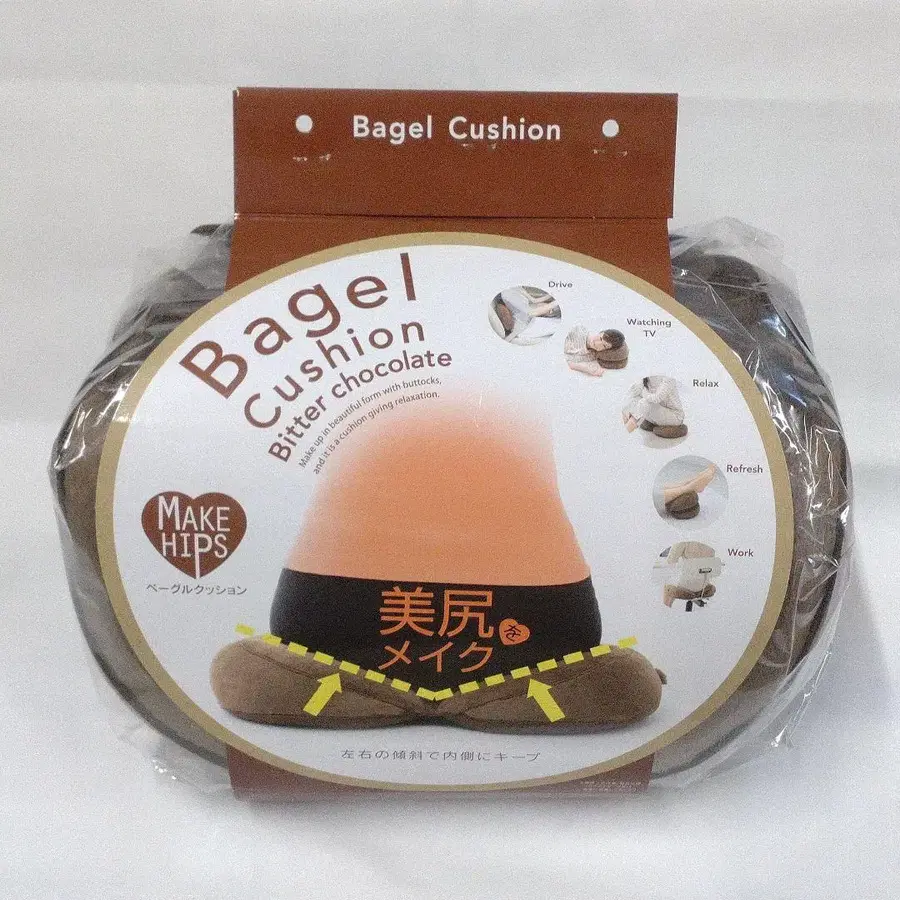 Bagel Cushion
Bagel
Cushion
Bitter chocolate
Make up in beautiful form with buttocks,
and it is a cushion giving relaxation.
Drive
Watching
TV
Relax
Refresh
Work
MAKE
HIPS
ベーグルクッション
美尻を
メイク
左右の傾斜で内側にキープ